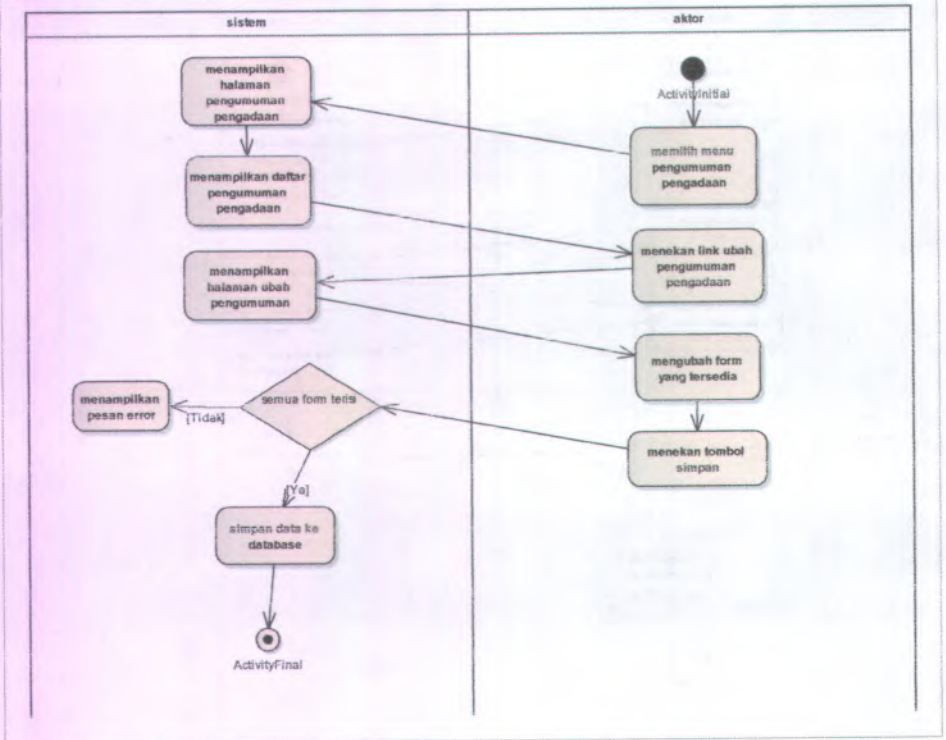 sistem
aktor
menampilkan
halaman
pengumuman
pengadaan
ActivityInitial
memilih menu
pengumuman
pengadaan
menampilkan daftar
pengumuman
pengadaan
menekan link ubah
pengumuman
pengadaan
menampilkan
halaman ubah
pengumuman
mengubah form
yang tersedia
semua form terisi
menampilkan
pesan error
[Tidak]
menekan tombol
simpan
[Ya]
simpan data ke
database
ActivityFinal